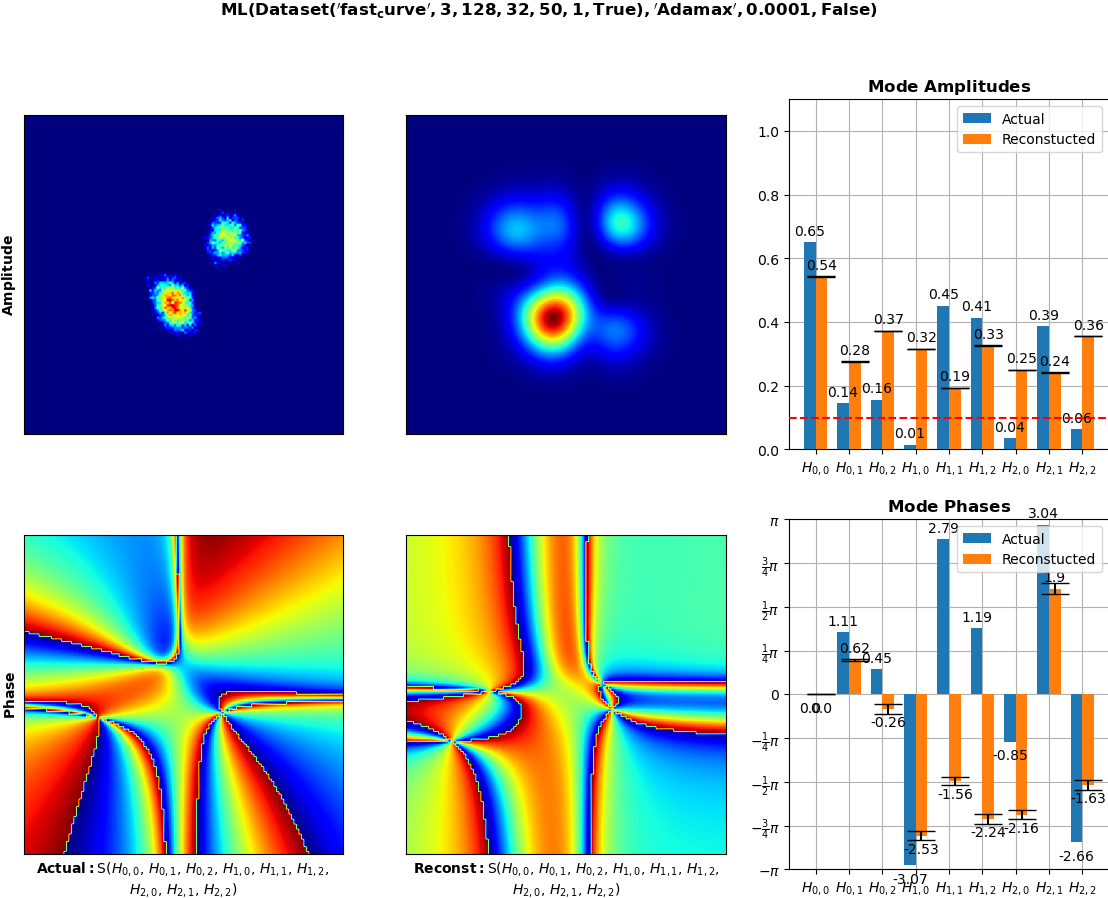 ML(Dataset('fast_curve', 3, 128, 32, 50, 1, True), 'Adamax', 0.0001, False)
Amplitude
Mode Amplitudes
Actual
Reconstucted
1.0
0.8
0.6
0.4
0.2
0.0
0.65
0.54
0.14
0.28
0.16
0.37
0.01
0.32
0.45
0.19
0.41
0.33
0.04
0.25
0.39
0.24
0.06
0.36
H0,0 H0,1 H0,2 H1,0 H1,1 H1,2 H2,0 H2,1 H2,2
Phase
Actual:S(H0,0, H0,1, H0,2, H1,0, H1,1, H1,2,
H2,0, H2,1, H2,2)
Reconst:S(H0,0, H0,1, H0,2, H1,0, H1,1, H1,2,
H2,0, H2,1, H2,2)
Mode Phases
Actual
Reconstucted
π
3/4π
1/2π
1/4π
0
−1/4π
−1/2π
−3/4π
−π
0.0
0.0
1.11
0.62
0.45
-0.26
-3.07
-2.53
2.79
-1.56
1.19
-2.24
-0.85
-2.16
3.04
1.9
-2.66
-1.63
H0,0 H0,1 H0,2 H1,0 H1,1 H1,2 H2,0 H2,1 H2,2